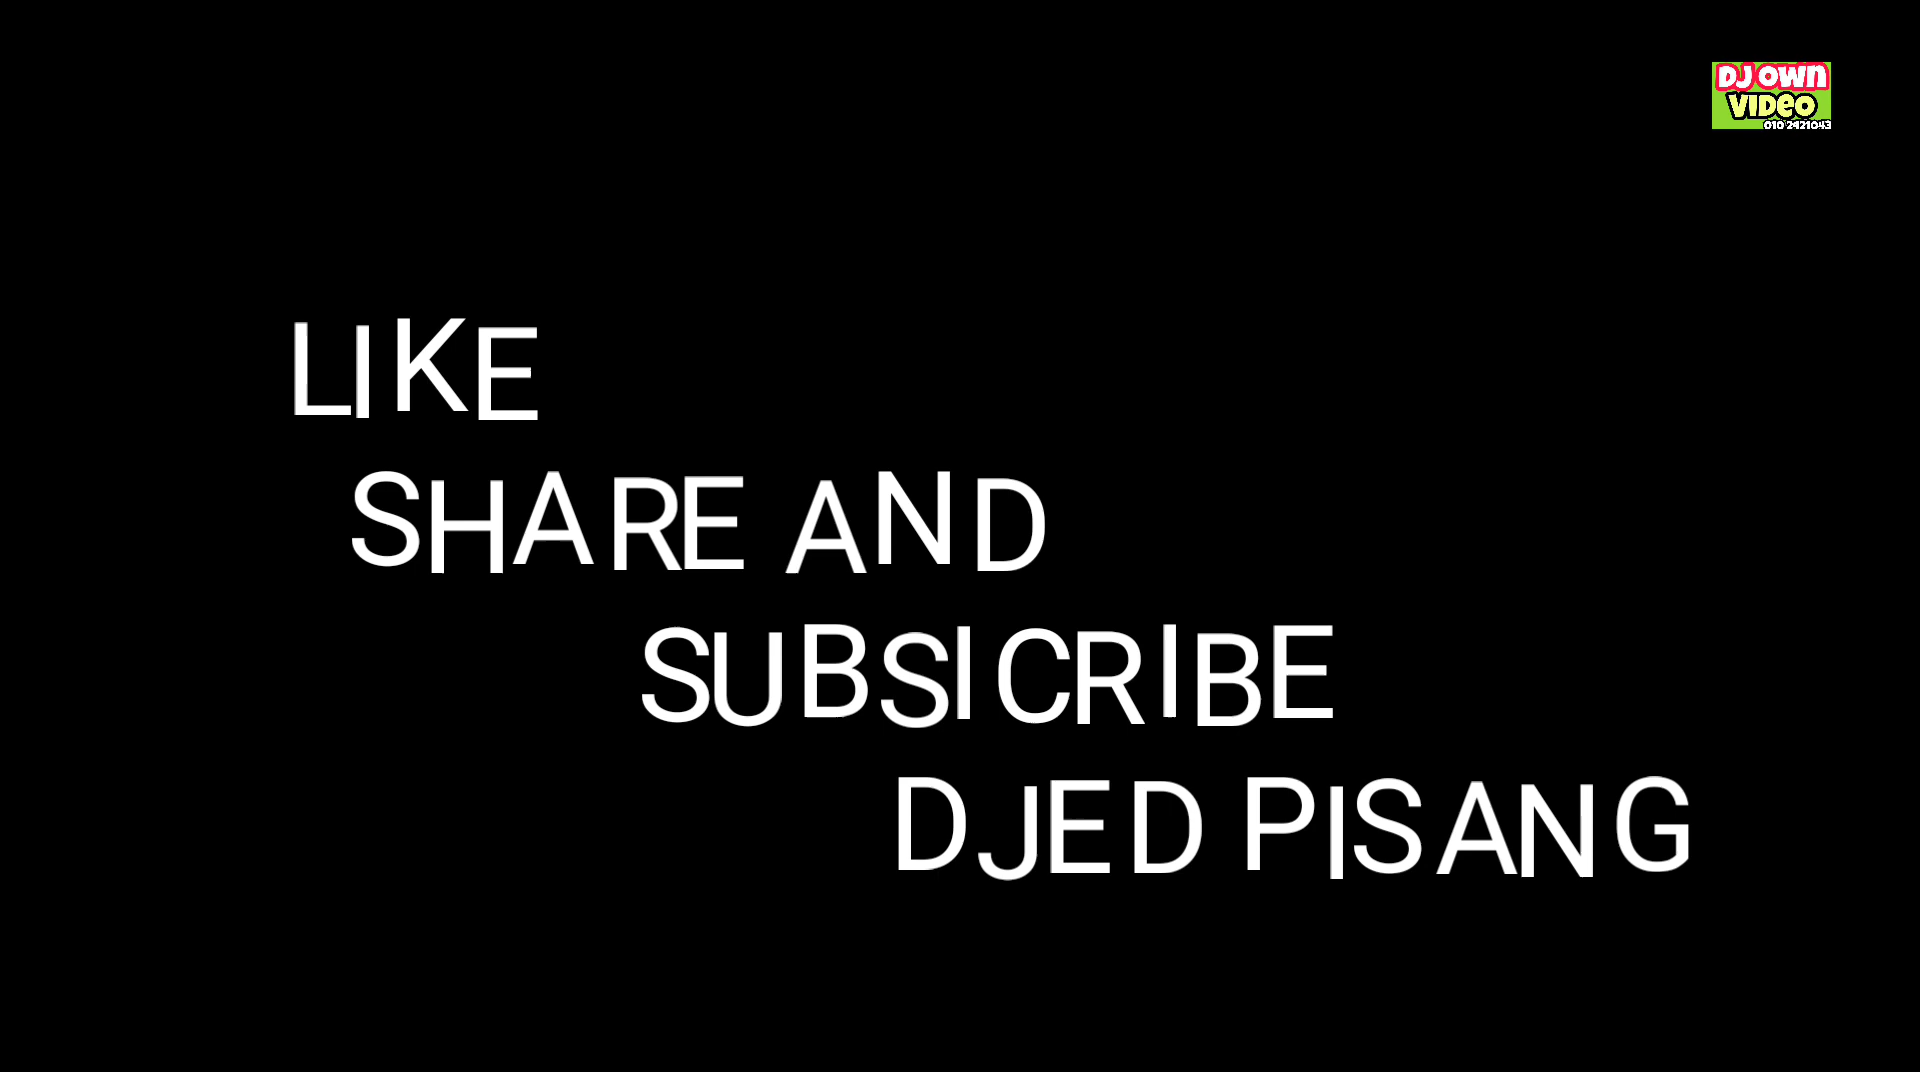 DJ OWN
VIDEO
010 2421043
LIKE
SHARE AND
SUBSICRIBE
DJED PISANG